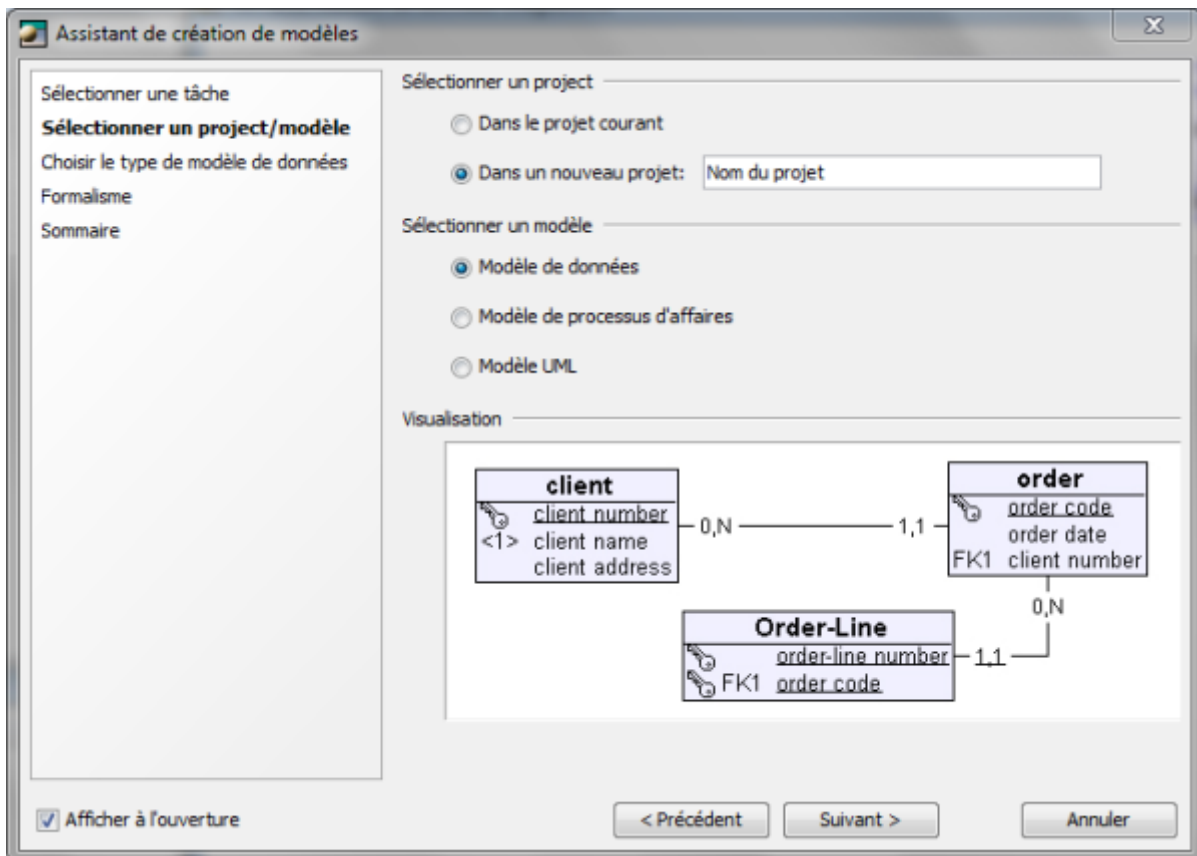 Assistant de création de modèles
Sélectionner une tâche
Sélectionner un project/modèle
Choisir le type de modèle de données
Formalisme
Sommaire
Sélectionner un project
Dans le projet courant
Dans un nouveau projet: Nom du projet
Sélectionner un modèle
Modèle de données
Modèle de processus d'affaires
Modèle UML
Visualisation
client
client number
<1> client name
client address
0,N
1,1
order
order code
order date
FK1 client number
0,N
Order-Line
order-line number
FK1 order code
1,1
Afficher à l'ouverture
< Précédent
Suivant >
Annuler